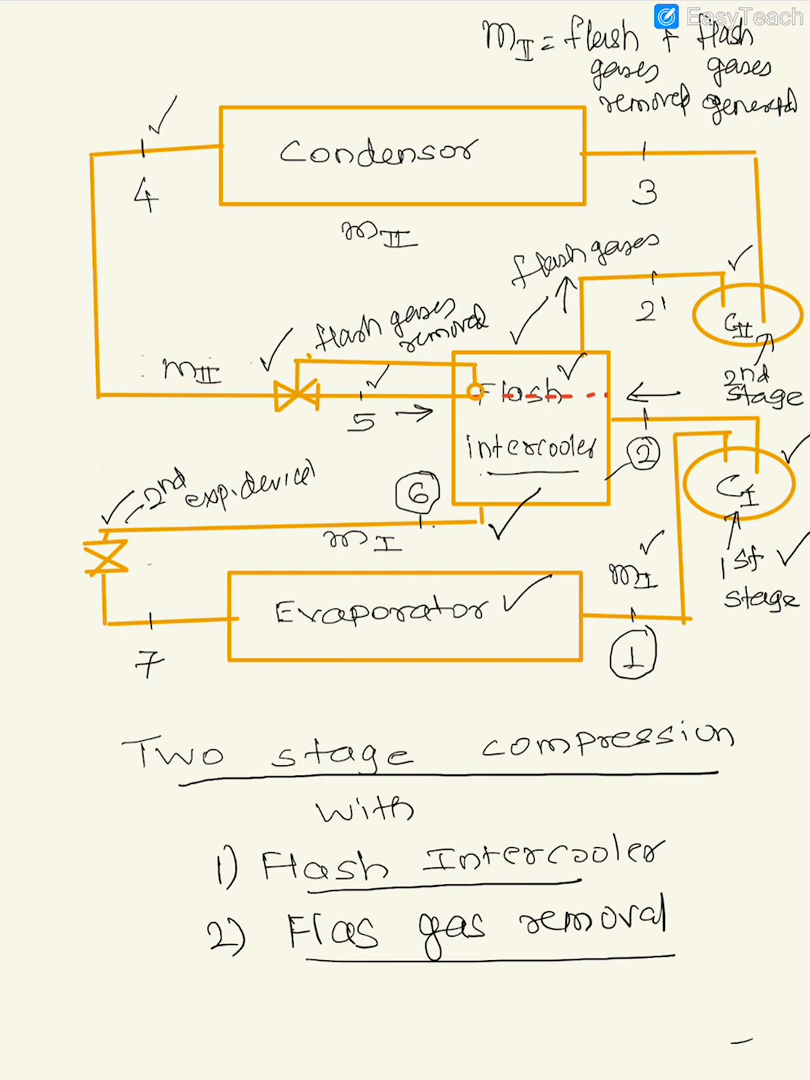 EasyTeach
mII = flash + flash
gases gases
removed generated
Condensor
4
3
mII
flash gases
2'
CII
flash gases
removal
mII
2nd
stage
Flash
5
intercooler
2
CI
2nd
exp. device
6
mI
mI
1st
stage
Evaporator
7
1
Two stage compression
with
1) Flash Intercooler
2) Flas gas removal